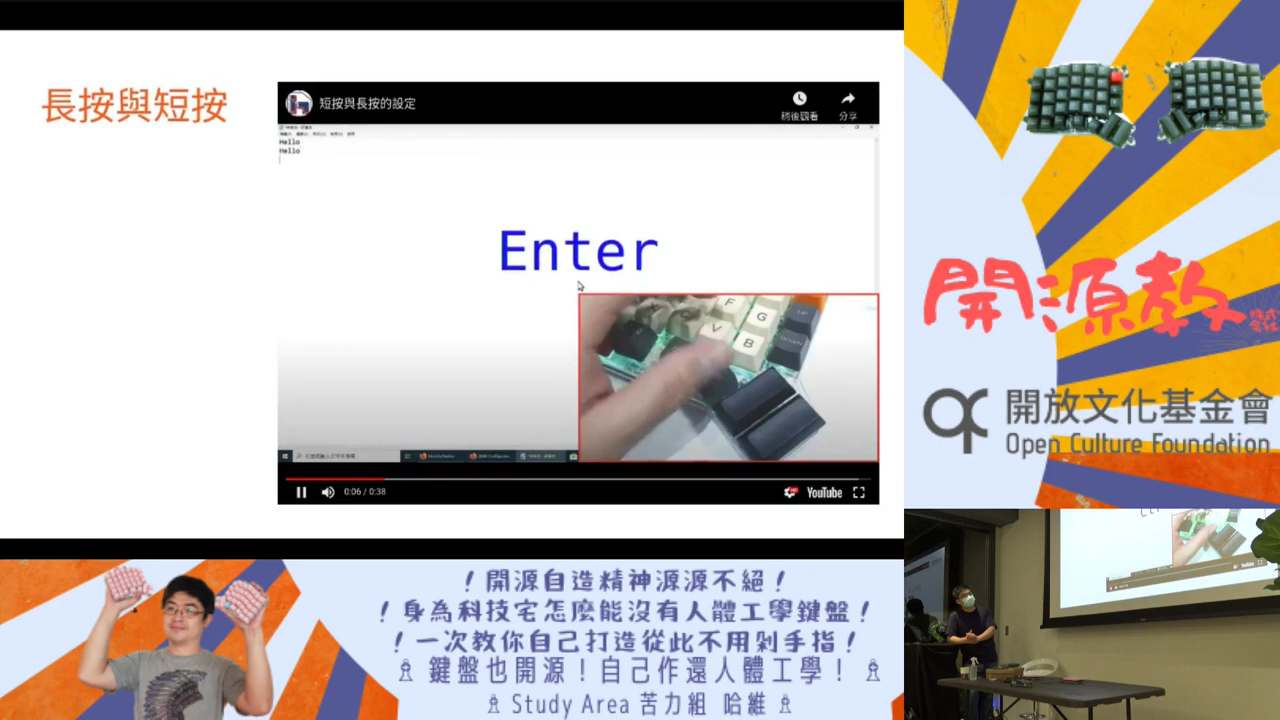 長按與短按
短按與長按的設定
稍後觀看
分享
Hello
Hello
Enter
F
G
V
B
0:06 / 0:38
YouTube
開源教
株式会社
開放文化基金會
Open Culture Foundation
！開源自造精神源源不絕！
！身為科技宅怎麼能沒有人體工學鍵盤！
！一次教你自己打造從此不用剁手指！
鍵盤也開源！自己作還人體工學！
Study Area 苦力組 哈維